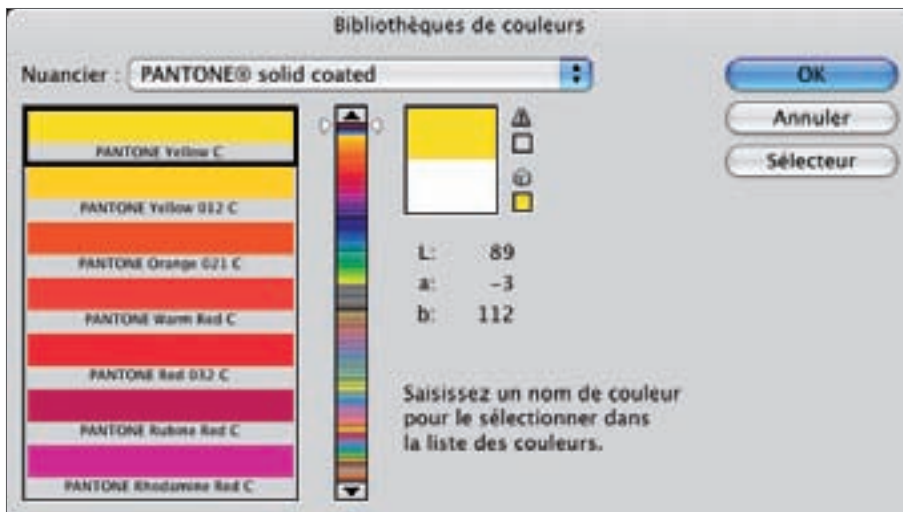 Bibliothèques de couleurs
Nuancier : PANTONE® solid coated
OK
Annuler
Sélecteur
PANTONE Yellow C
PANTONE Yellow 012 C
PANTONE Orange 021 C
PANTONE Warm Red C
PANTONE Red 032 C
PANTONE Rubine Red C
PANTONE Rhodamine Red C
L: 89
a: -3
b: 112
Saisissez un nom de couleur
pour le sélectionner dans
la liste des couleurs.